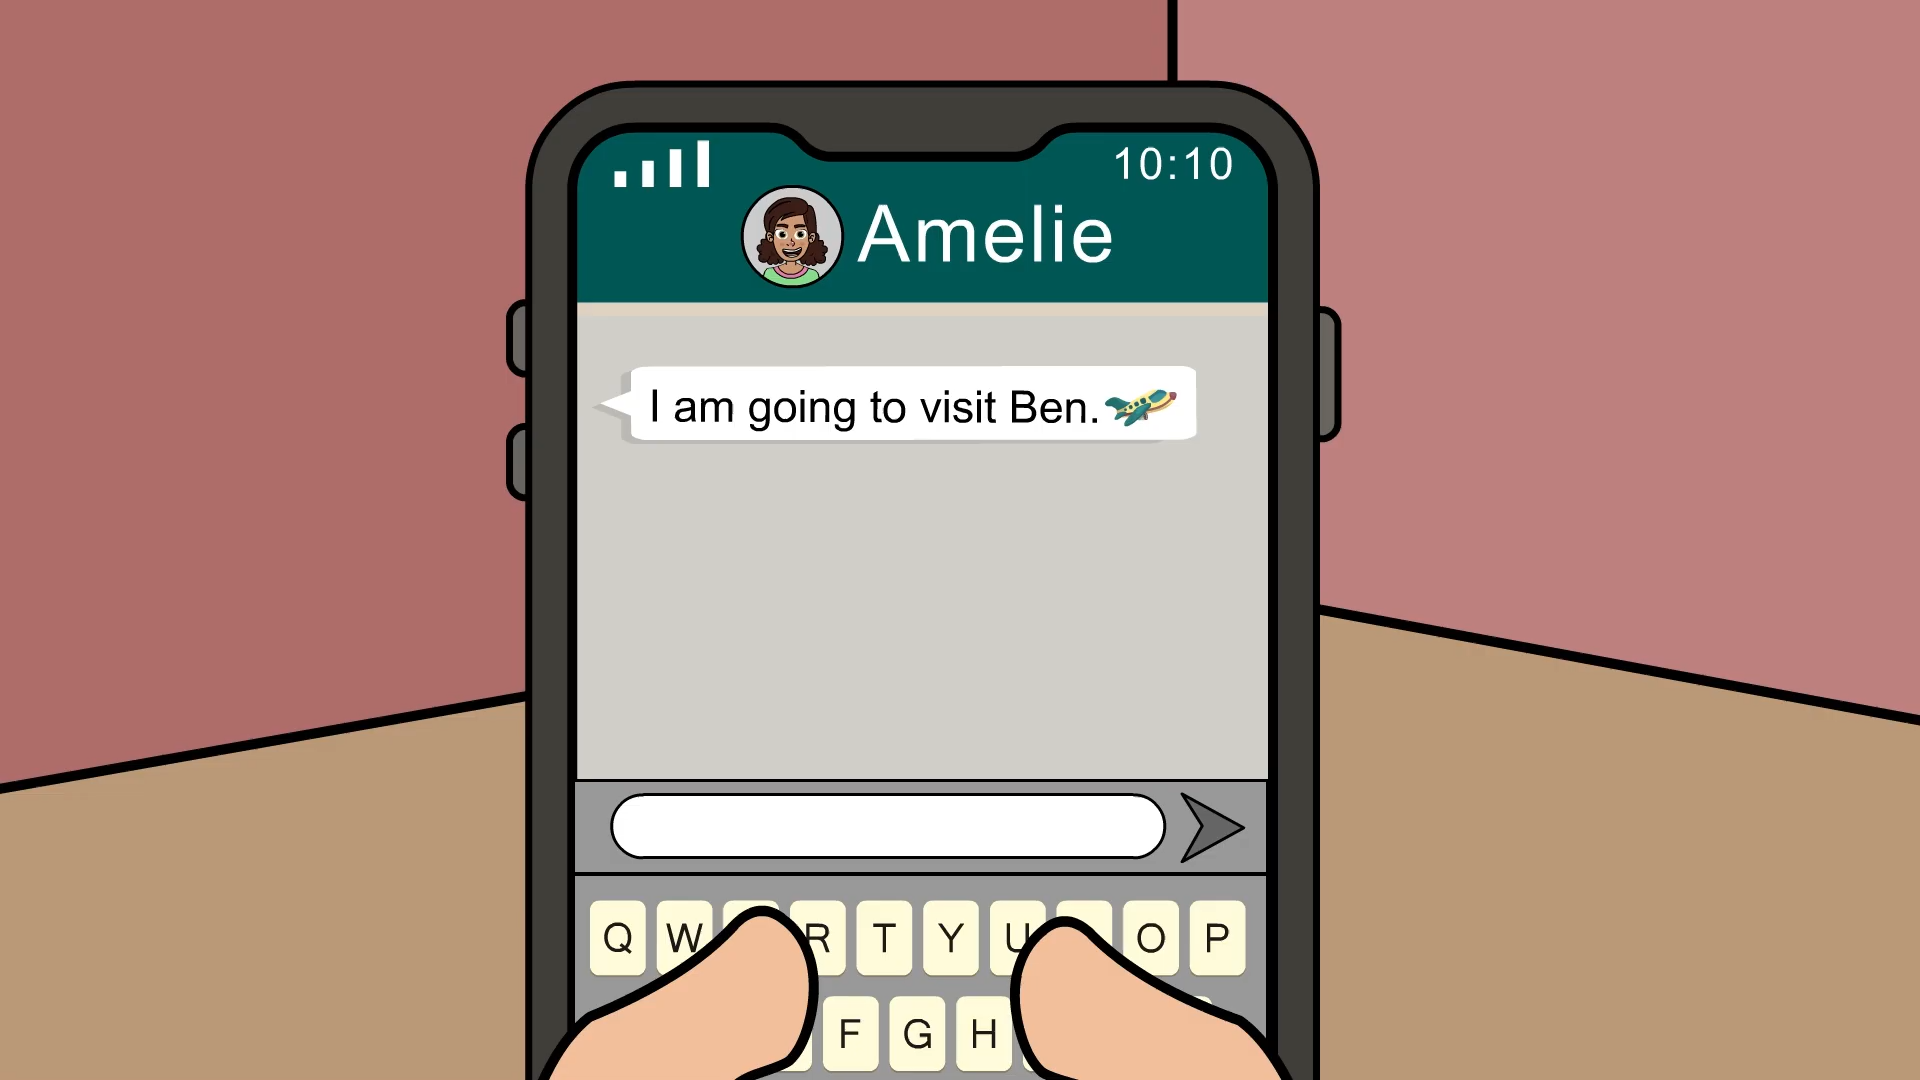 10:10
Amelie
I am going to visit Ben.
Q W R T Y U O P
F G H